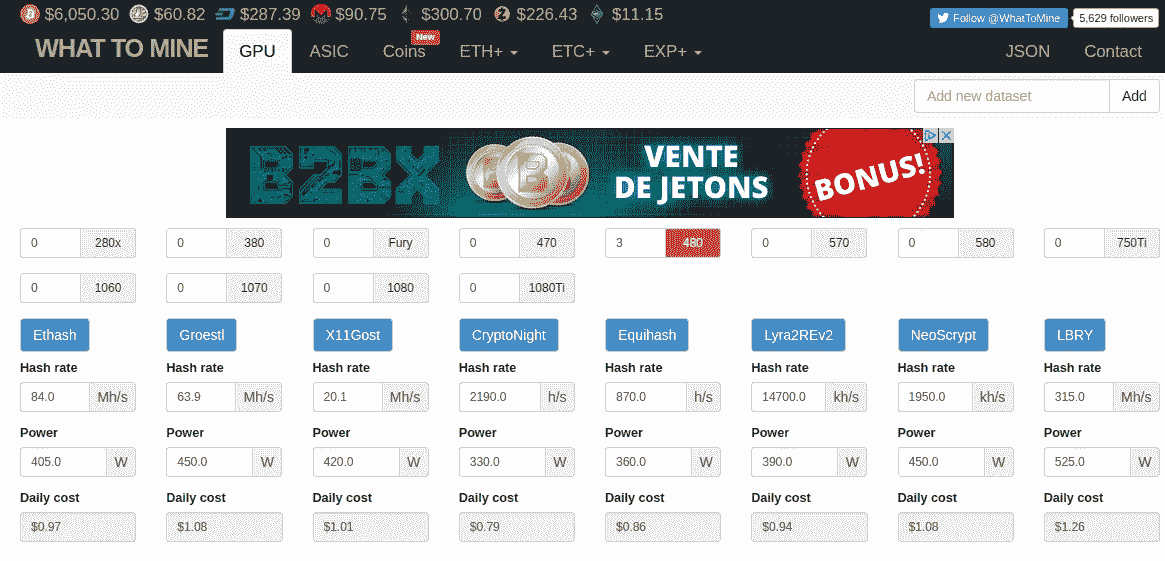 $6,050.30 $60.82 $287.39 $90.75 $300.70 $226.43 $11.15 Follow @WhatToMine 5,629 followers
WHAT TO MINE GPU ASIC Coins New ETH+ ETC+ EXP+ JSON Contact
Add new dataset Add
B2BX VENTE DE JETONS BONUS!
0 280x 0 380 0 Fury 0 470 3 480 0 570 0 580 0 750Ti
0 1060 0 1070 0 1080 0 1080Ti
Ethash Groestl X11Gost CryptoNight Equihash Lyra2REv2 NeoScrypt LBRY
Hash rate Hash rate Hash rate Hash rate Hash rate Hash rate Hash rate Hash rate
84.0 Mh/s 63.9 Mh/s 20.1 Mh/s 2190.0 h/s 870.0 h/s 14700.0 kh/s 1950.0 kh/s 315.0 Mh/s
Power Power Power Power Power Power Power Power
405.0 W 450.0 W 420.0 W 330.0 W 360.0 W 390.0 W 450.0 W 525.0 W
Daily cost Daily cost Daily cost Daily cost Daily cost Daily cost Daily cost Daily cost
$0.97 $1.08 $1.01 $0.79 $0.86 $0.94 $1.08 $1.26